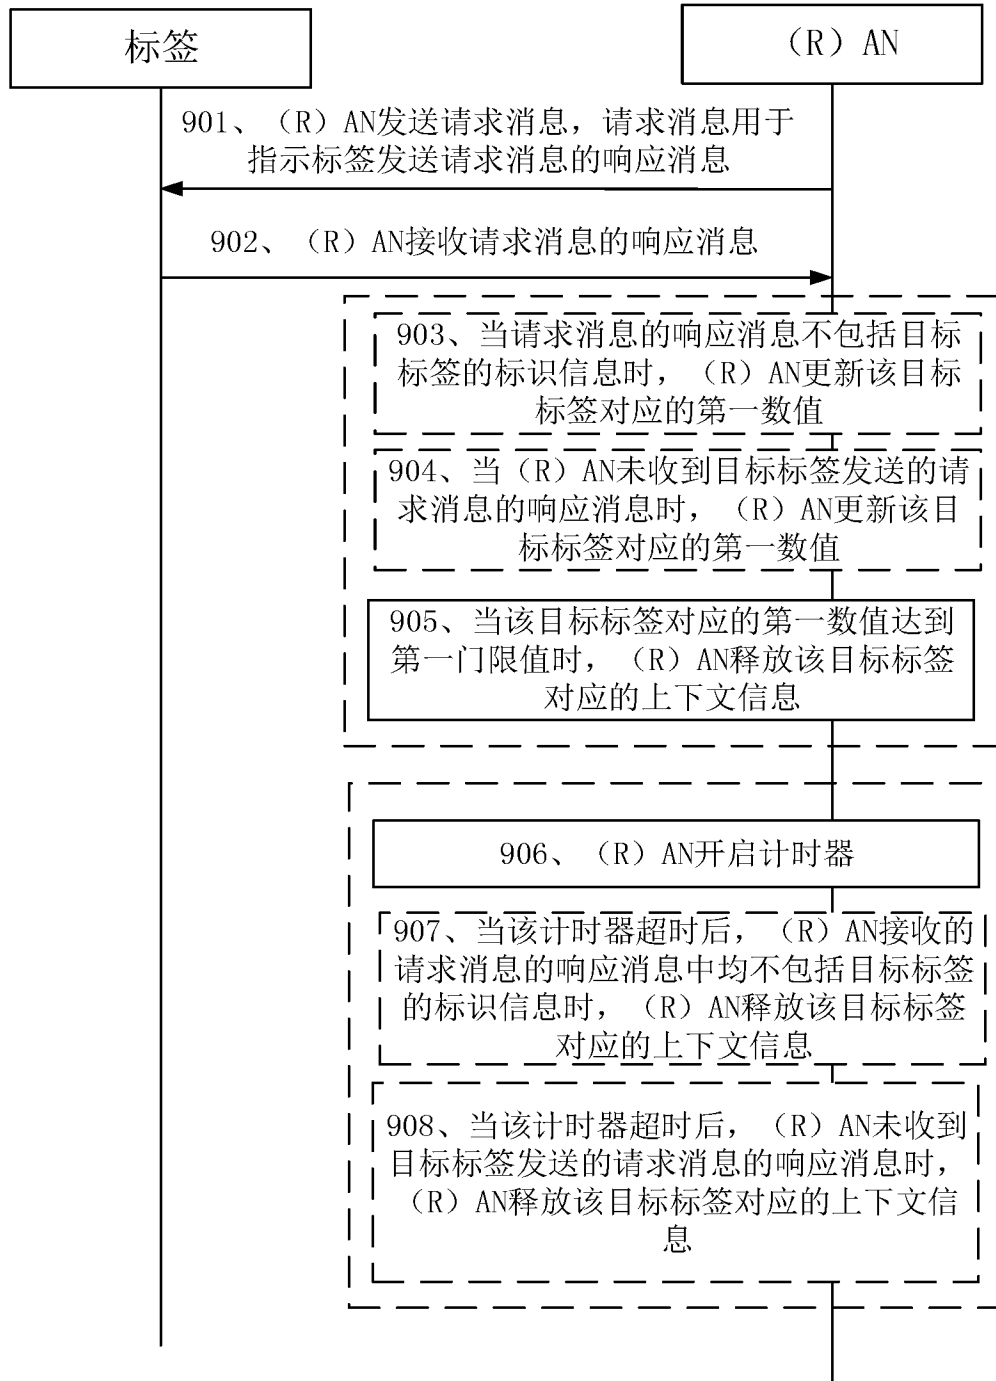 标签
（R）AN
901、（R）AN发送请求消息，请求消息用于
指示标签发送请求消息的响应消息
902、（R）AN接收请求消息的响应消息
903、当请求消息的响应消息不包括目标
标签的标识信息时，（R）AN更新该目标
标签对应的第一数值
904、当（R）AN未收到目标标签发送的请
求消息的响应消息时，（R）AN更新该目
标标签对应的第一数值
905、当该目标标签对应的第一数值达到
第一门限值时，（R）AN释放该目标标签
对应的上下文信息
906、（R）AN开启计时器
907、当该计时器超时后，（R）AN接收的
请求消息的响应消息中均不包括目标标签
的标识信息时，（R）AN释放该目标标签
对应的上下文信息
908、当该计时器超时后，（R）AN未收到
目标标签发送的请求消息的响应消息时，
（R）AN释放该目标标签对应的上下文信
息